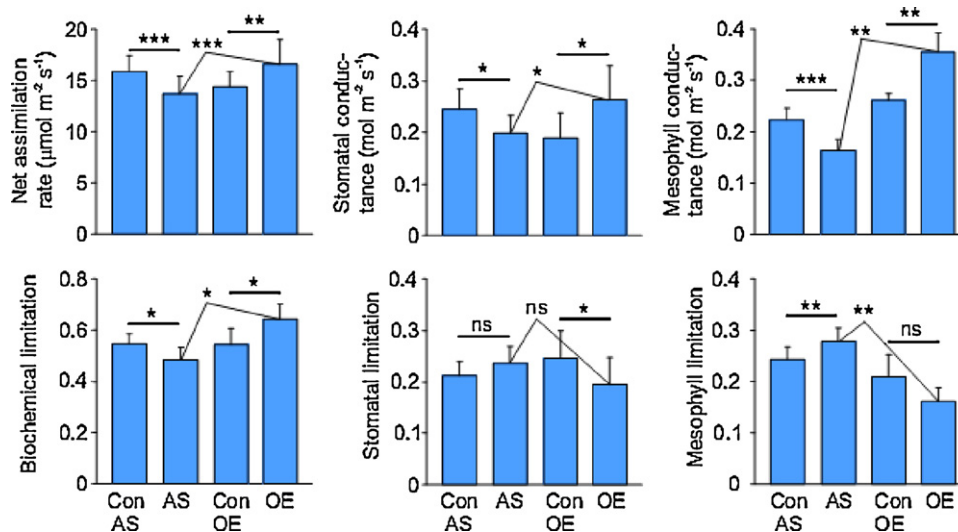 Net assimilation
rate (µmol m⁻² s⁻¹)
20
15
10
5
0
***
***
**
Stomatal conduc-
tance (mol m⁻² s⁻¹)
0.4
0.3
0.2
0.1
0
*
*
*
Mesophyll conduc-
tance (mol m⁻² s⁻¹)
0.4
0.3
0.2
0.1
0
***
**
**
Biochemical limitation
0.8
0.6
0.4
0.2
0
*
*
*
Con
AS
AS
Con
OE
OE
Stomatal limitation
0.4
0.3
0.2
0.1
0
ns
ns
*
Con
AS
AS
Con
OE
OE
Mesophyll limitation
0.4
0.3
0.2
0.1
0
**
**
ns
Con
AS
AS
Con
OE
OE